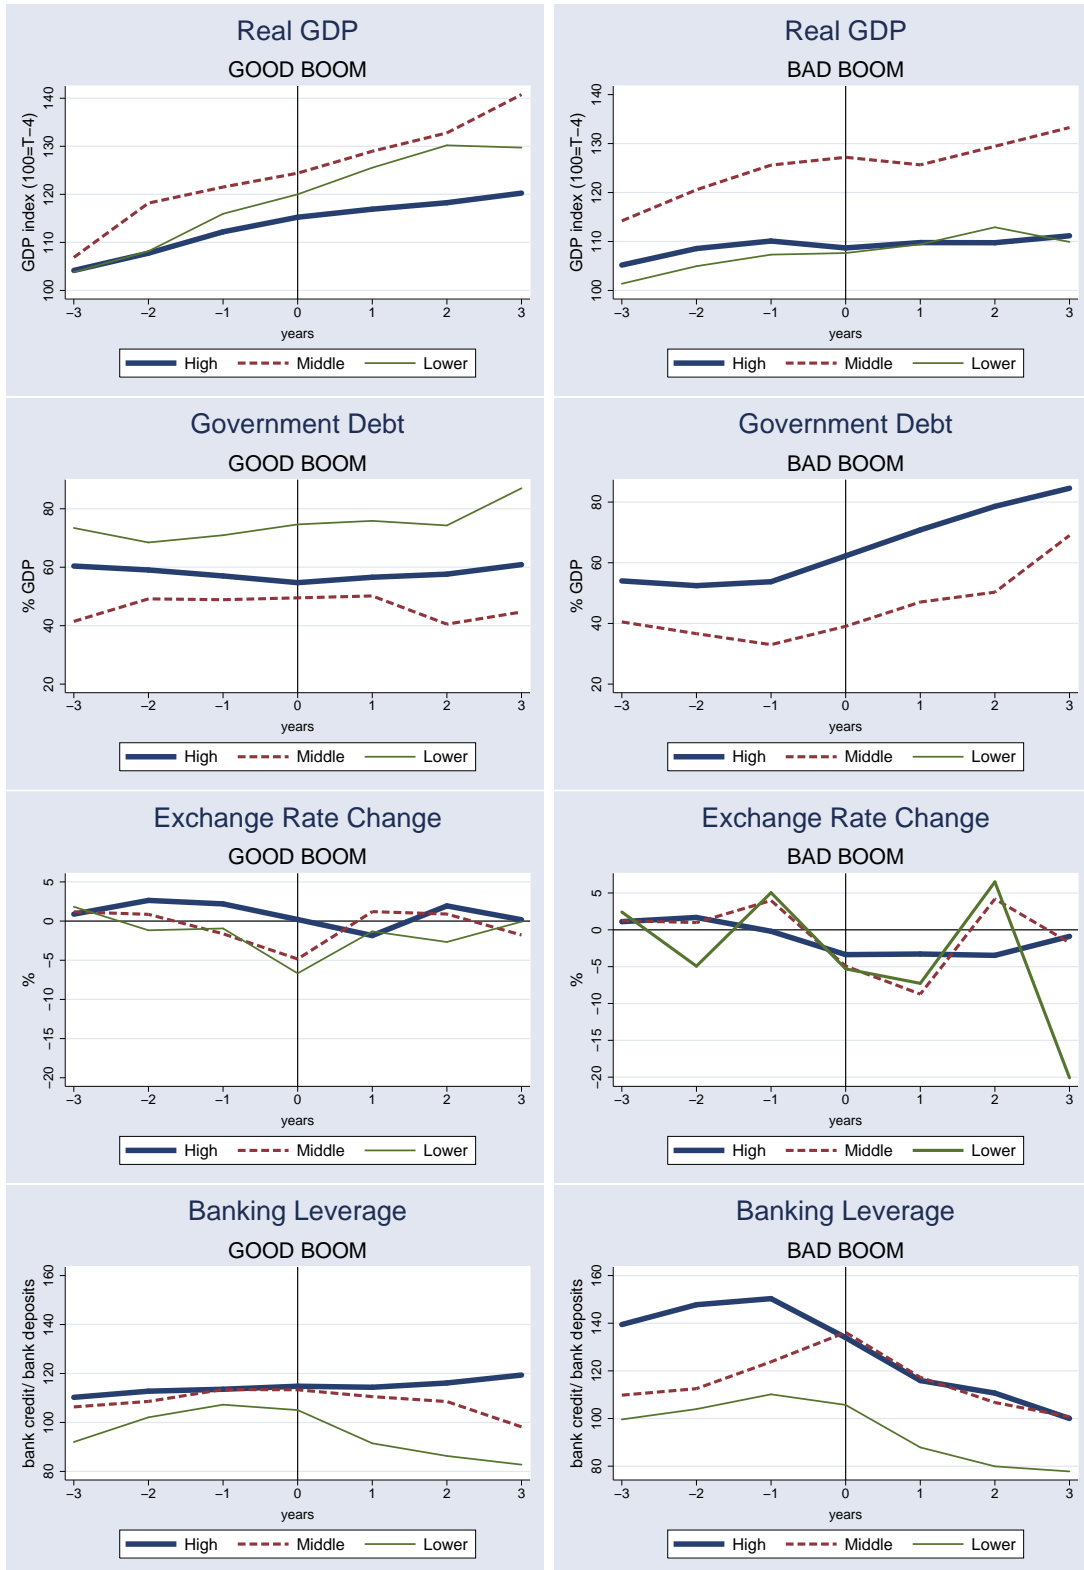 Real GDP
GOOD BOOM
GDP index (100=T−4)
140
130
120
110
100
−3 −2 −1 0 1 2 3
years
High Middle Lower
Real GDP
BAD BOOM
GDP index (100=T−4)
140
130
120
110
100
−3 −2 −1 0 1 2 3
years
High Middle Lower
Government Debt
GOOD BOOM
% GDP
80
60
40
20
−3 −2 −1 0 1 2 3
years
High Middle Lower
Government Debt
BAD BOOM
% GDP
80
60
40
20
−3 −2 −1 0 1 2 3
years
High Middle Lower
Exchange Rate Change
GOOD BOOM
%
5
0
−5
−10
−15
−20
−3 −2 −1 0 1 2 3
years
High Middle Lower
Exchange Rate Change
BAD BOOM
%
5
0
−5
−10
−15
−20
−3 −2 −1 0 1 2 3
years
High Middle Lower
Banking Leverage
GOOD BOOM
bank credit/ bank deposits
160
140
120
100
80
−3 −2 −1 0 1 2 3
years
High Middle Lower
Banking Leverage
BAD BOOM
bank credit/ bank deposits
160
140
120
100
80
−3 −2 −1 0 1 2 3
years
High Middle Lower